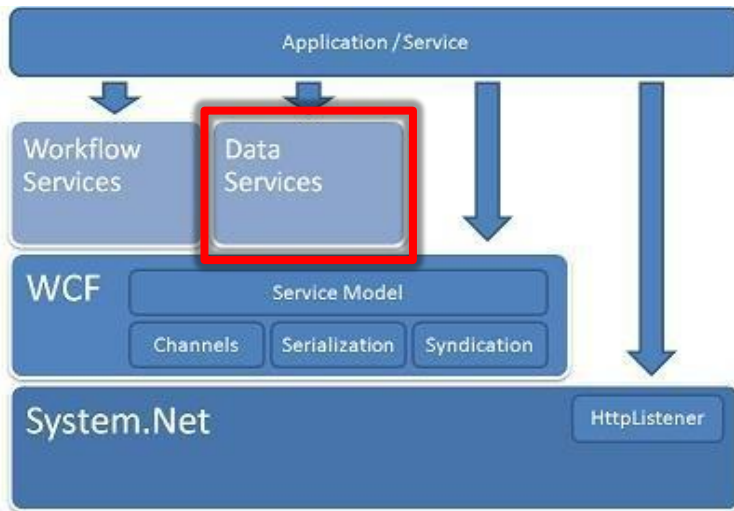 Application / Service
Workflow
Services
Data
Services
WCF
Service Model
Channels
Serialization
Syndication
System.Net
HttpListener